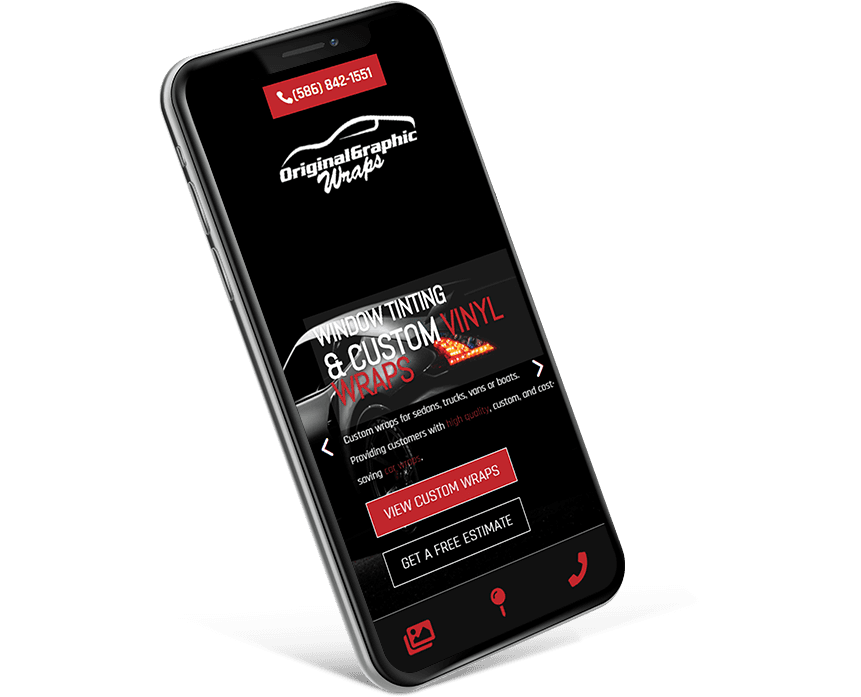 (586) 842-1551
OriginalGraphic
Wraps
WINDOW TINTING
& CUSTOM VINYL
WRAPS
Custom wraps for sedans, trucks, vans or boats.
Providing customers with high quality, custom, and cost-
saving car wraps.
VIEW CUSTOM WRAPS
GET A FREE ESTIMATE